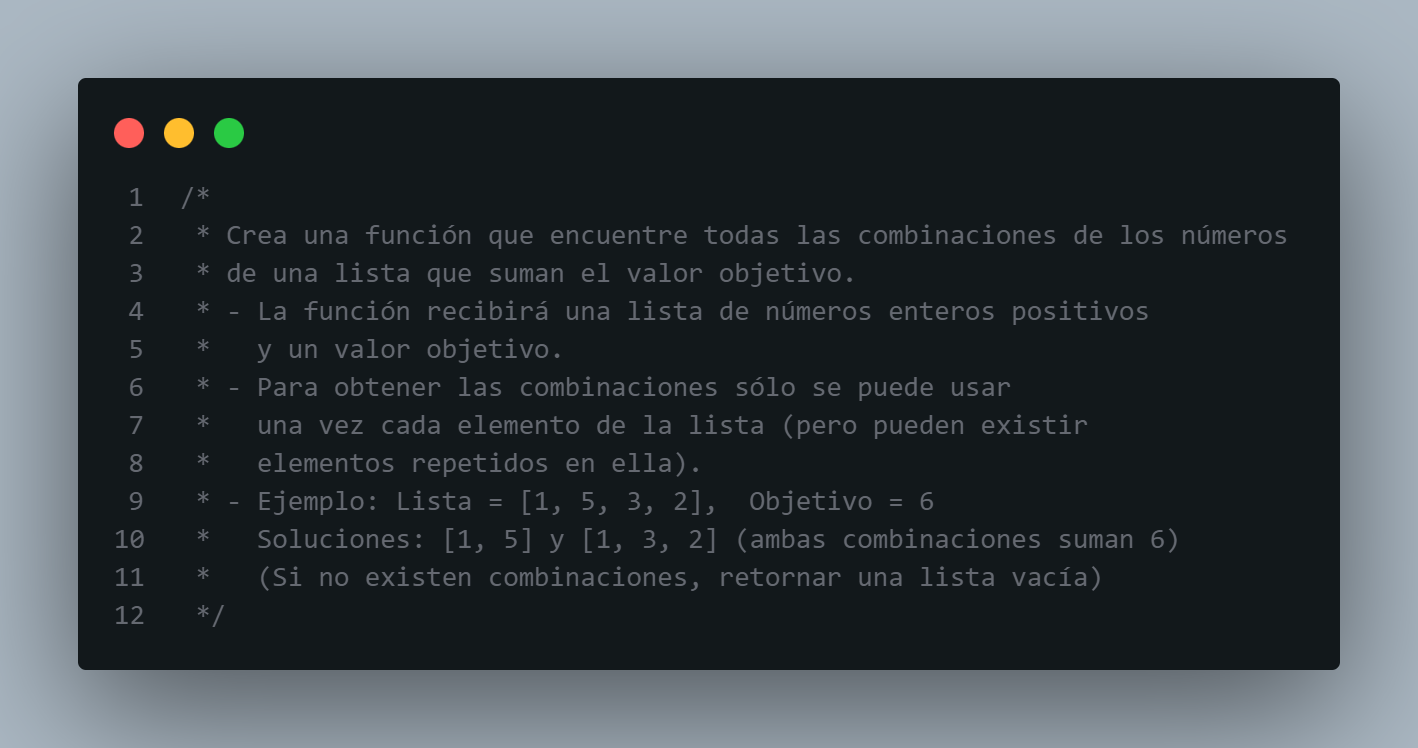 1 /*
2  * Crea una función que encuentre todas las combinaciones de los números
3  * de una lista que suman el valor objetivo.
4  * - La función recibirá una lista de números enteros positivos
5  *   y un valor objetivo.
6  * - Para obtener las combinaciones sólo se puede usar
7  *   una vez cada elemento de la lista (pero pueden existir
8  *   elementos repetidos en ella).
9  * - Ejemplo: Lista = [1, 5, 3, 2],  Objetivo = 6
10  *   Soluciones: [1, 5] y [1, 3, 2] (ambas combinaciones suman 6)
11  *   (Si no existen combinaciones, retornar una lista vacía)
12  */